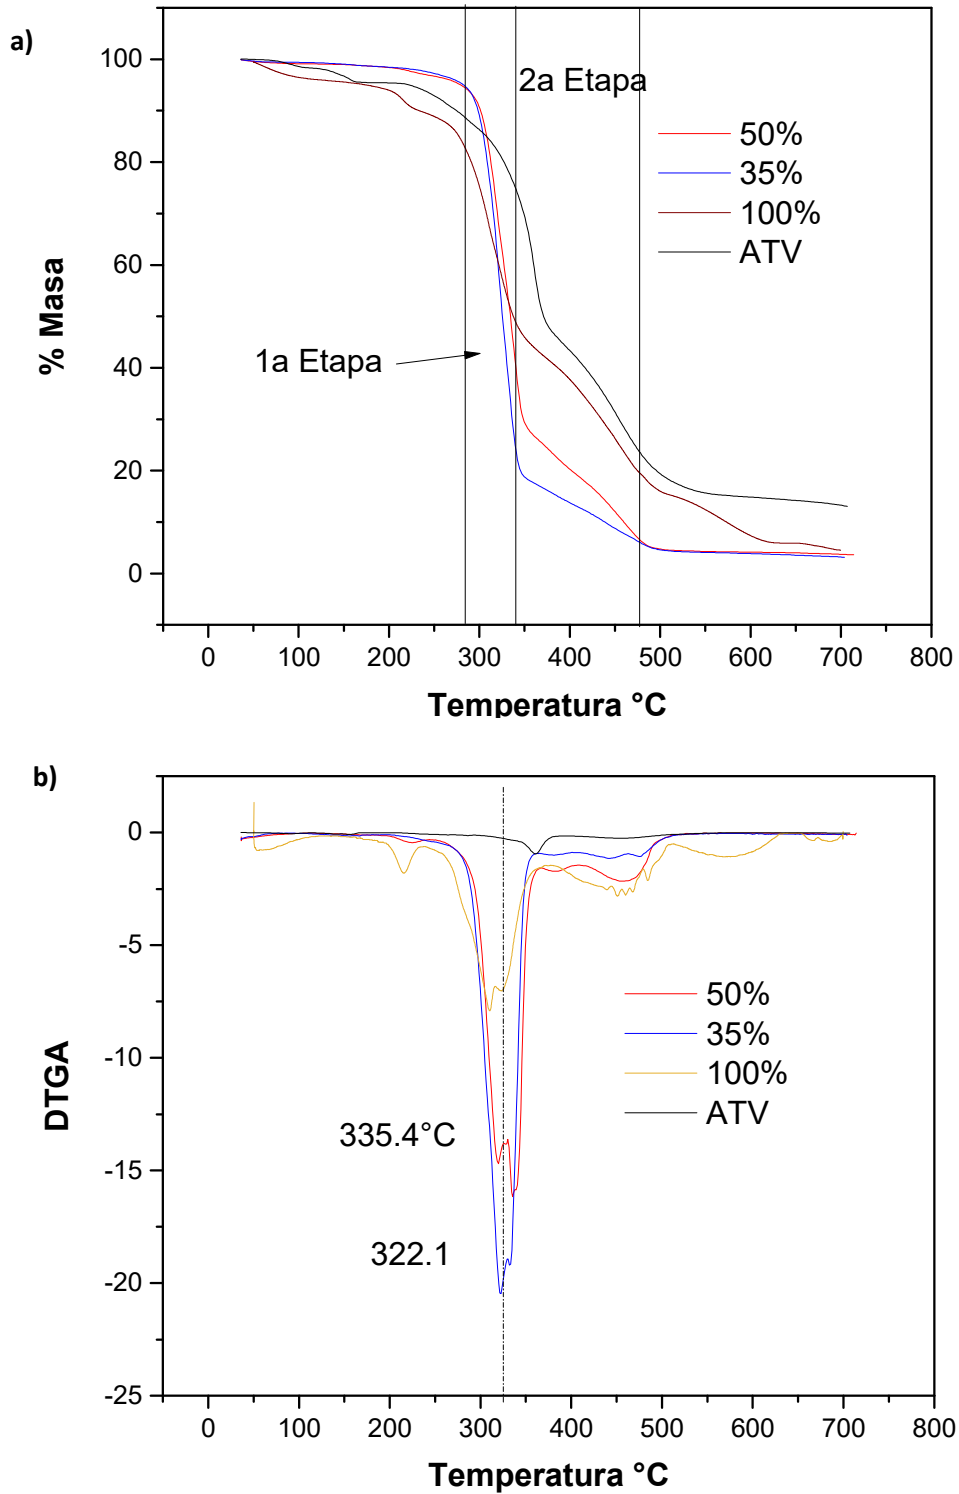 a)
100
80
60
40
20
0
% Masa
2a Etapa
1a Etapa
50%
35%
100%
ATV
0 100 200 300 400 500 600 700 800
Temperatura °C
b)
0
-5
-10
-15
-20
-25
DTGA
50%
35%
100%
ATV
335.4°C
322.1
0 100 200 300 400 500 600 700 800
Temperatura °C